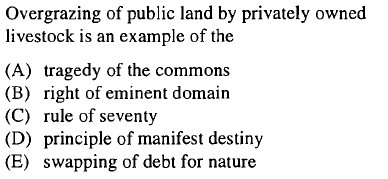 Overgrazing of public land by privately owned
livestock is an example of the
(A) tragedy of the commons
(B) right of eminent domain
(C) rule of seventy
(D) principle of manifest destiny
(E) swapping of debt for nature